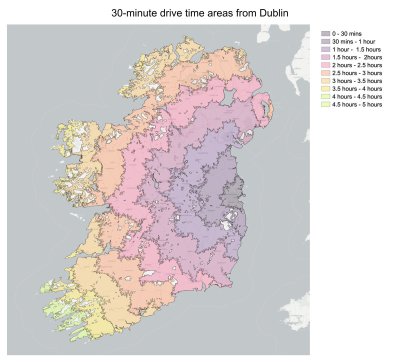 30-minute drive time areas from Dublin
0 - 30 mins
30 mins - 1 hour
1 hour - 1.5 hours
1.5 hours - 2hours
2 hours - 2.5 hours
2.5 hours - 3 hours
3 hours - 3.5 hours
3.5 hours - 4 hours
4 hours - 4.5 hours
4.5 hours - 5 hours